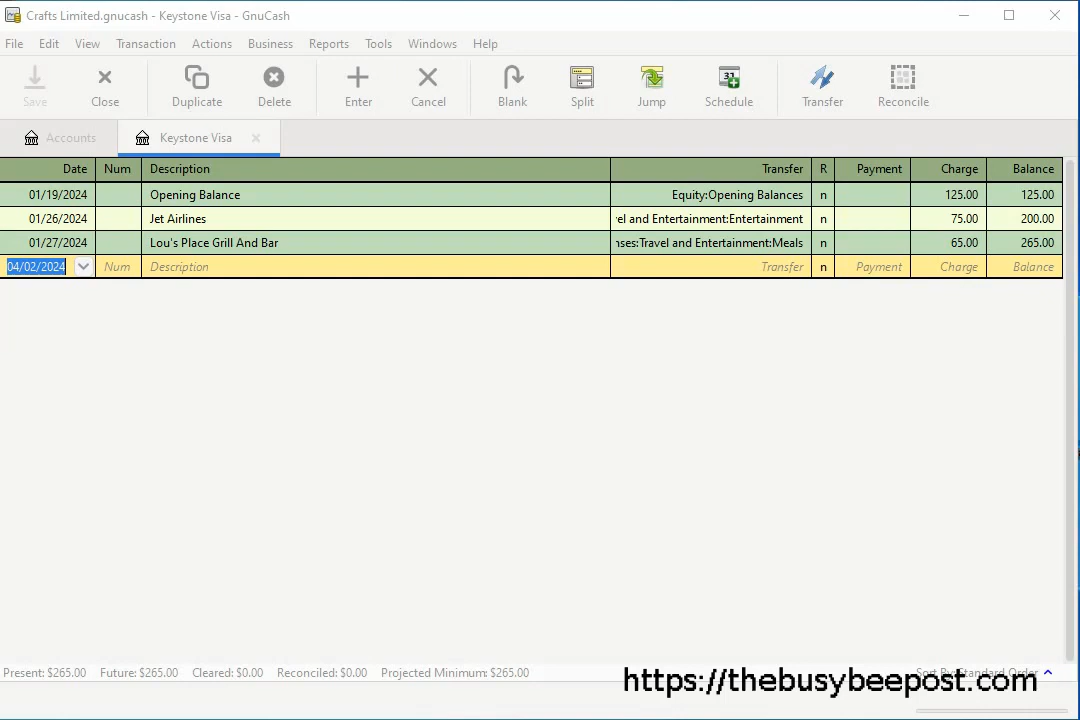 Crafts Limited.gnucash - Keystone Visa - GnuCash
File Edit View Transaction Actions Business Reports Tools Windows Help
Save Close Duplicate Delete Enter Cancel Blank Split Jump Schedule Transfer Reconcile
31
Accounts Keystone Visa
Date Num Description Transfer R Payment Charge Balance
01/19/2024 Opening Balance Equity:Opening Balances n 125.00 125.00
01/26/2024 Jet Airlines el and Entertainment:Entertainment n 75.00 200.00
01/27/2024 Lou's Place Grill And Bar nses:Travel and Entertainment:Meals n 65.00 265.00
04/02/2024 Num Description Transfer n Payment Charge Balance
Present: $265.00 Future: $265.00 Cleared: $0.00 Reconciled: $0.00 Projected Minimum: $265.00 Sort By: Standard Order
https://thebusybeepost.com